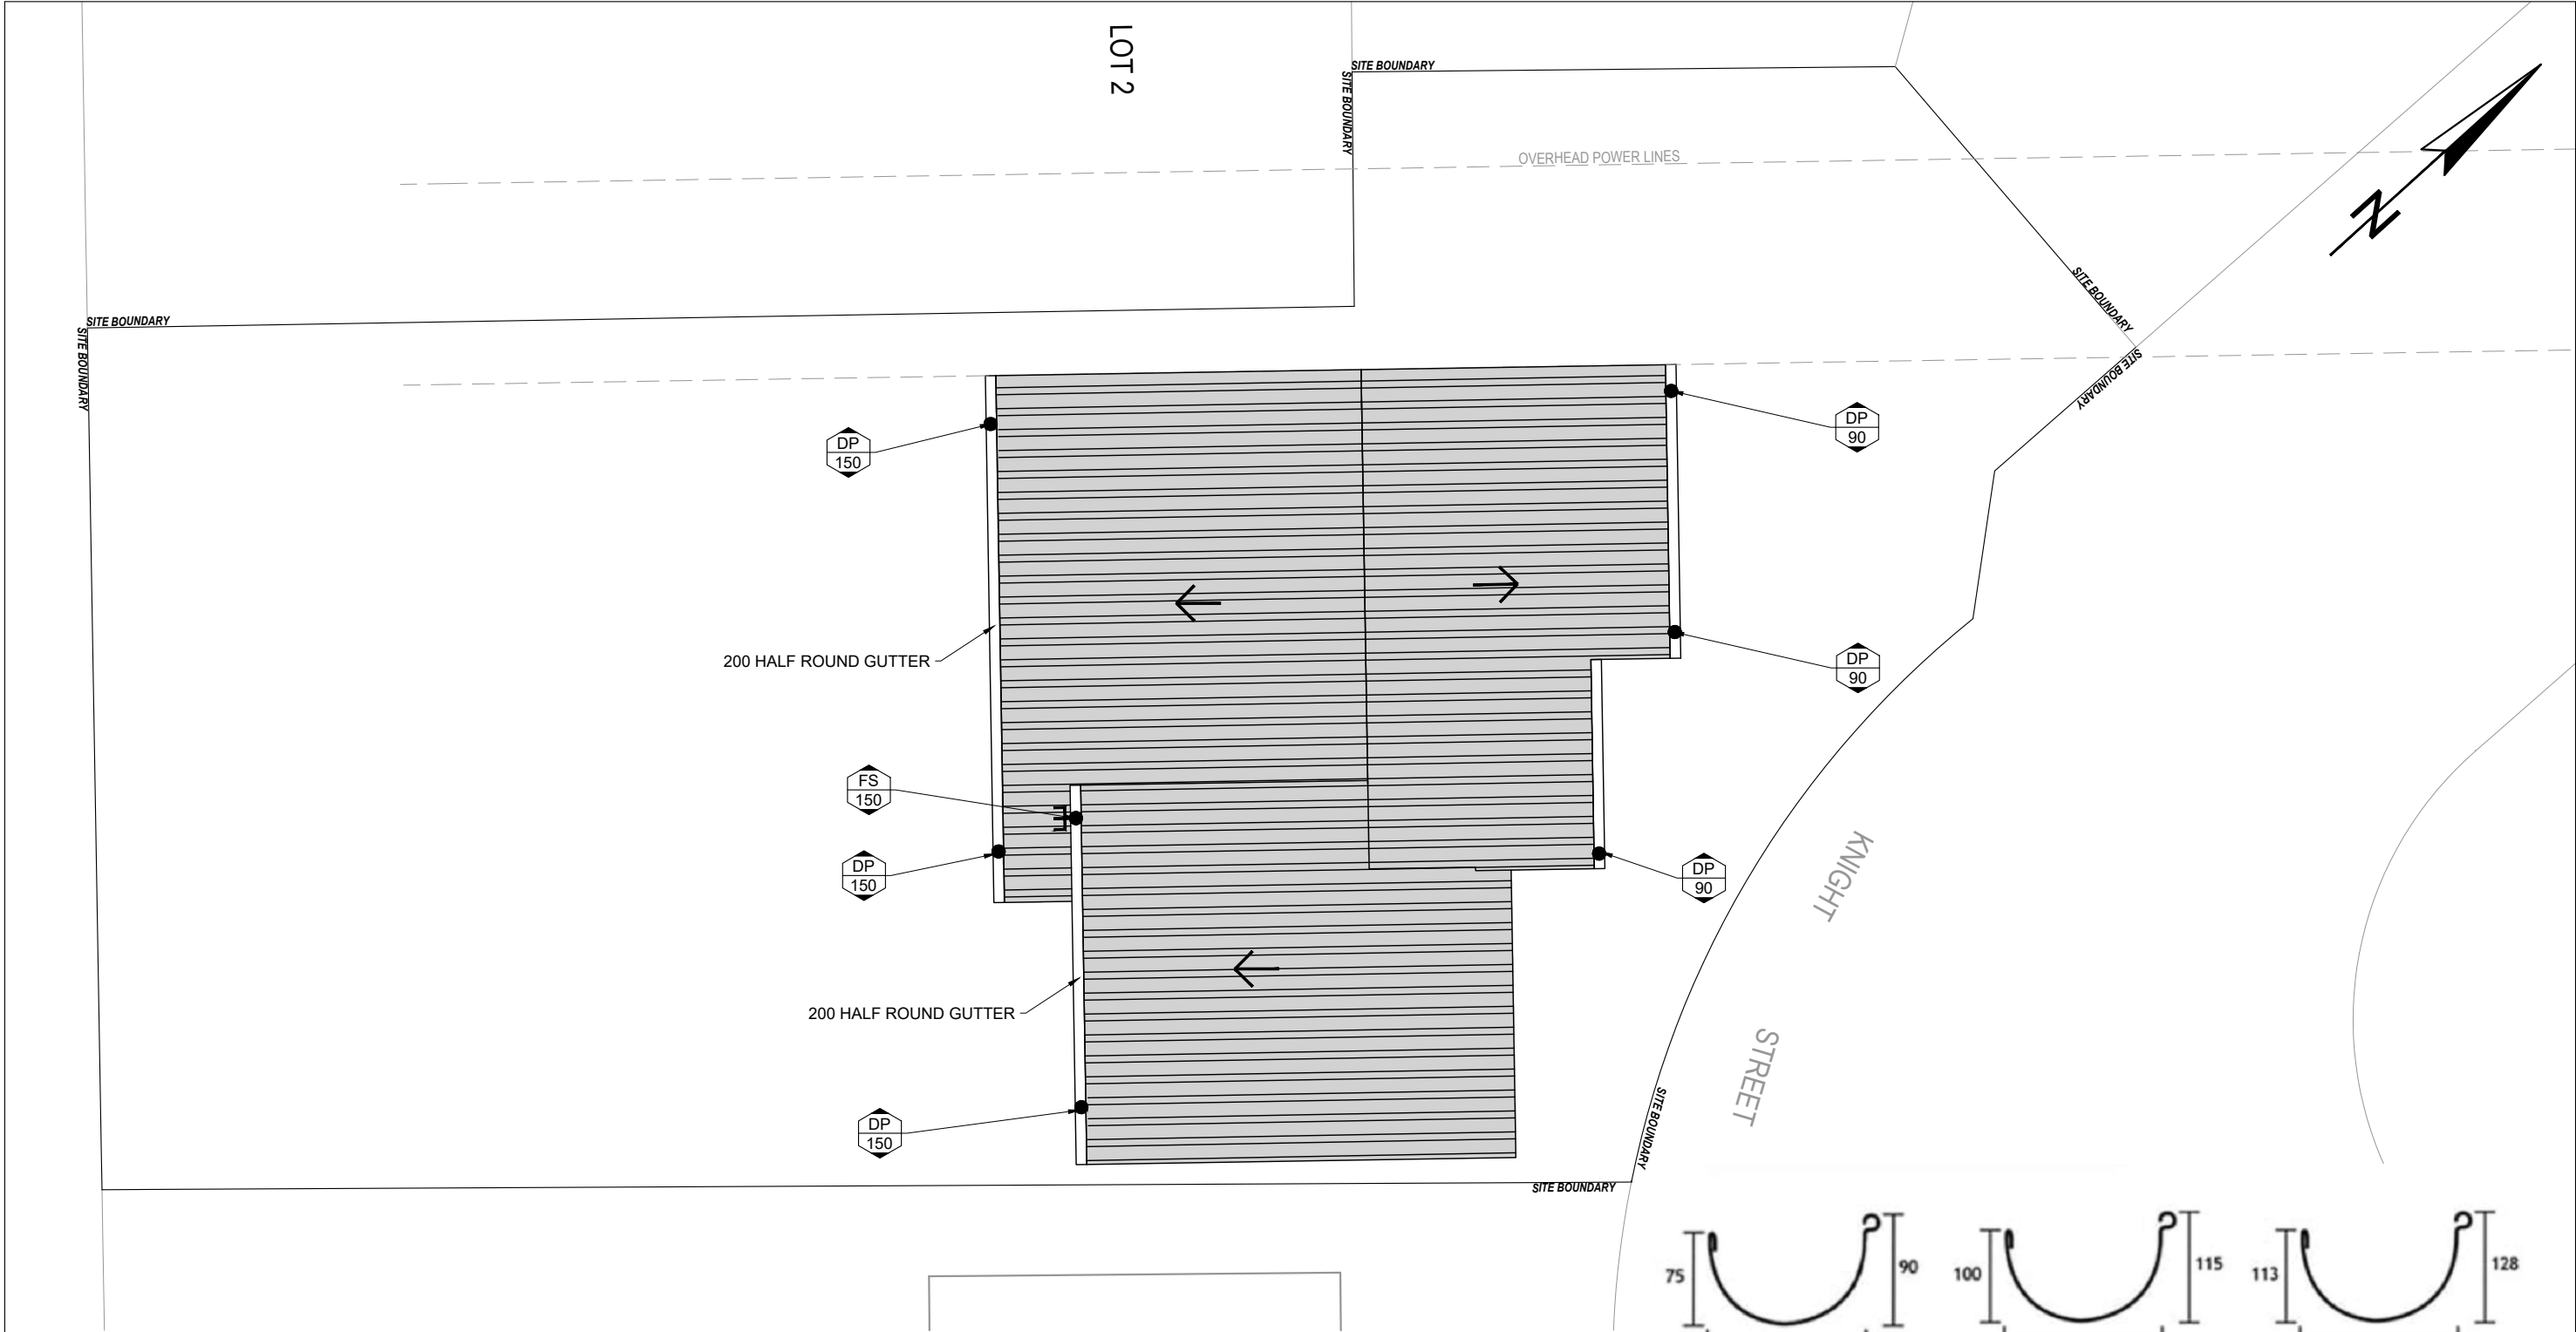 LOT 2
SITE BOUNDARY
SITE BOUNDARY
OVERHEAD POWER LINES
N
SITE BOUNDARY
SITE BOUNDARY
SITE BOUNDARY
SITE BOUNDARY
DP
150
DP
90
200 HALF ROUND GUTTER
DP
90
FS
150
DP
150
DP
90
KNIGHT
STREET
200 HALF ROUND GUTTER
DP
150
SITE BOUNDARY
SITE BOUNDARY
75
90
100
115
113
128